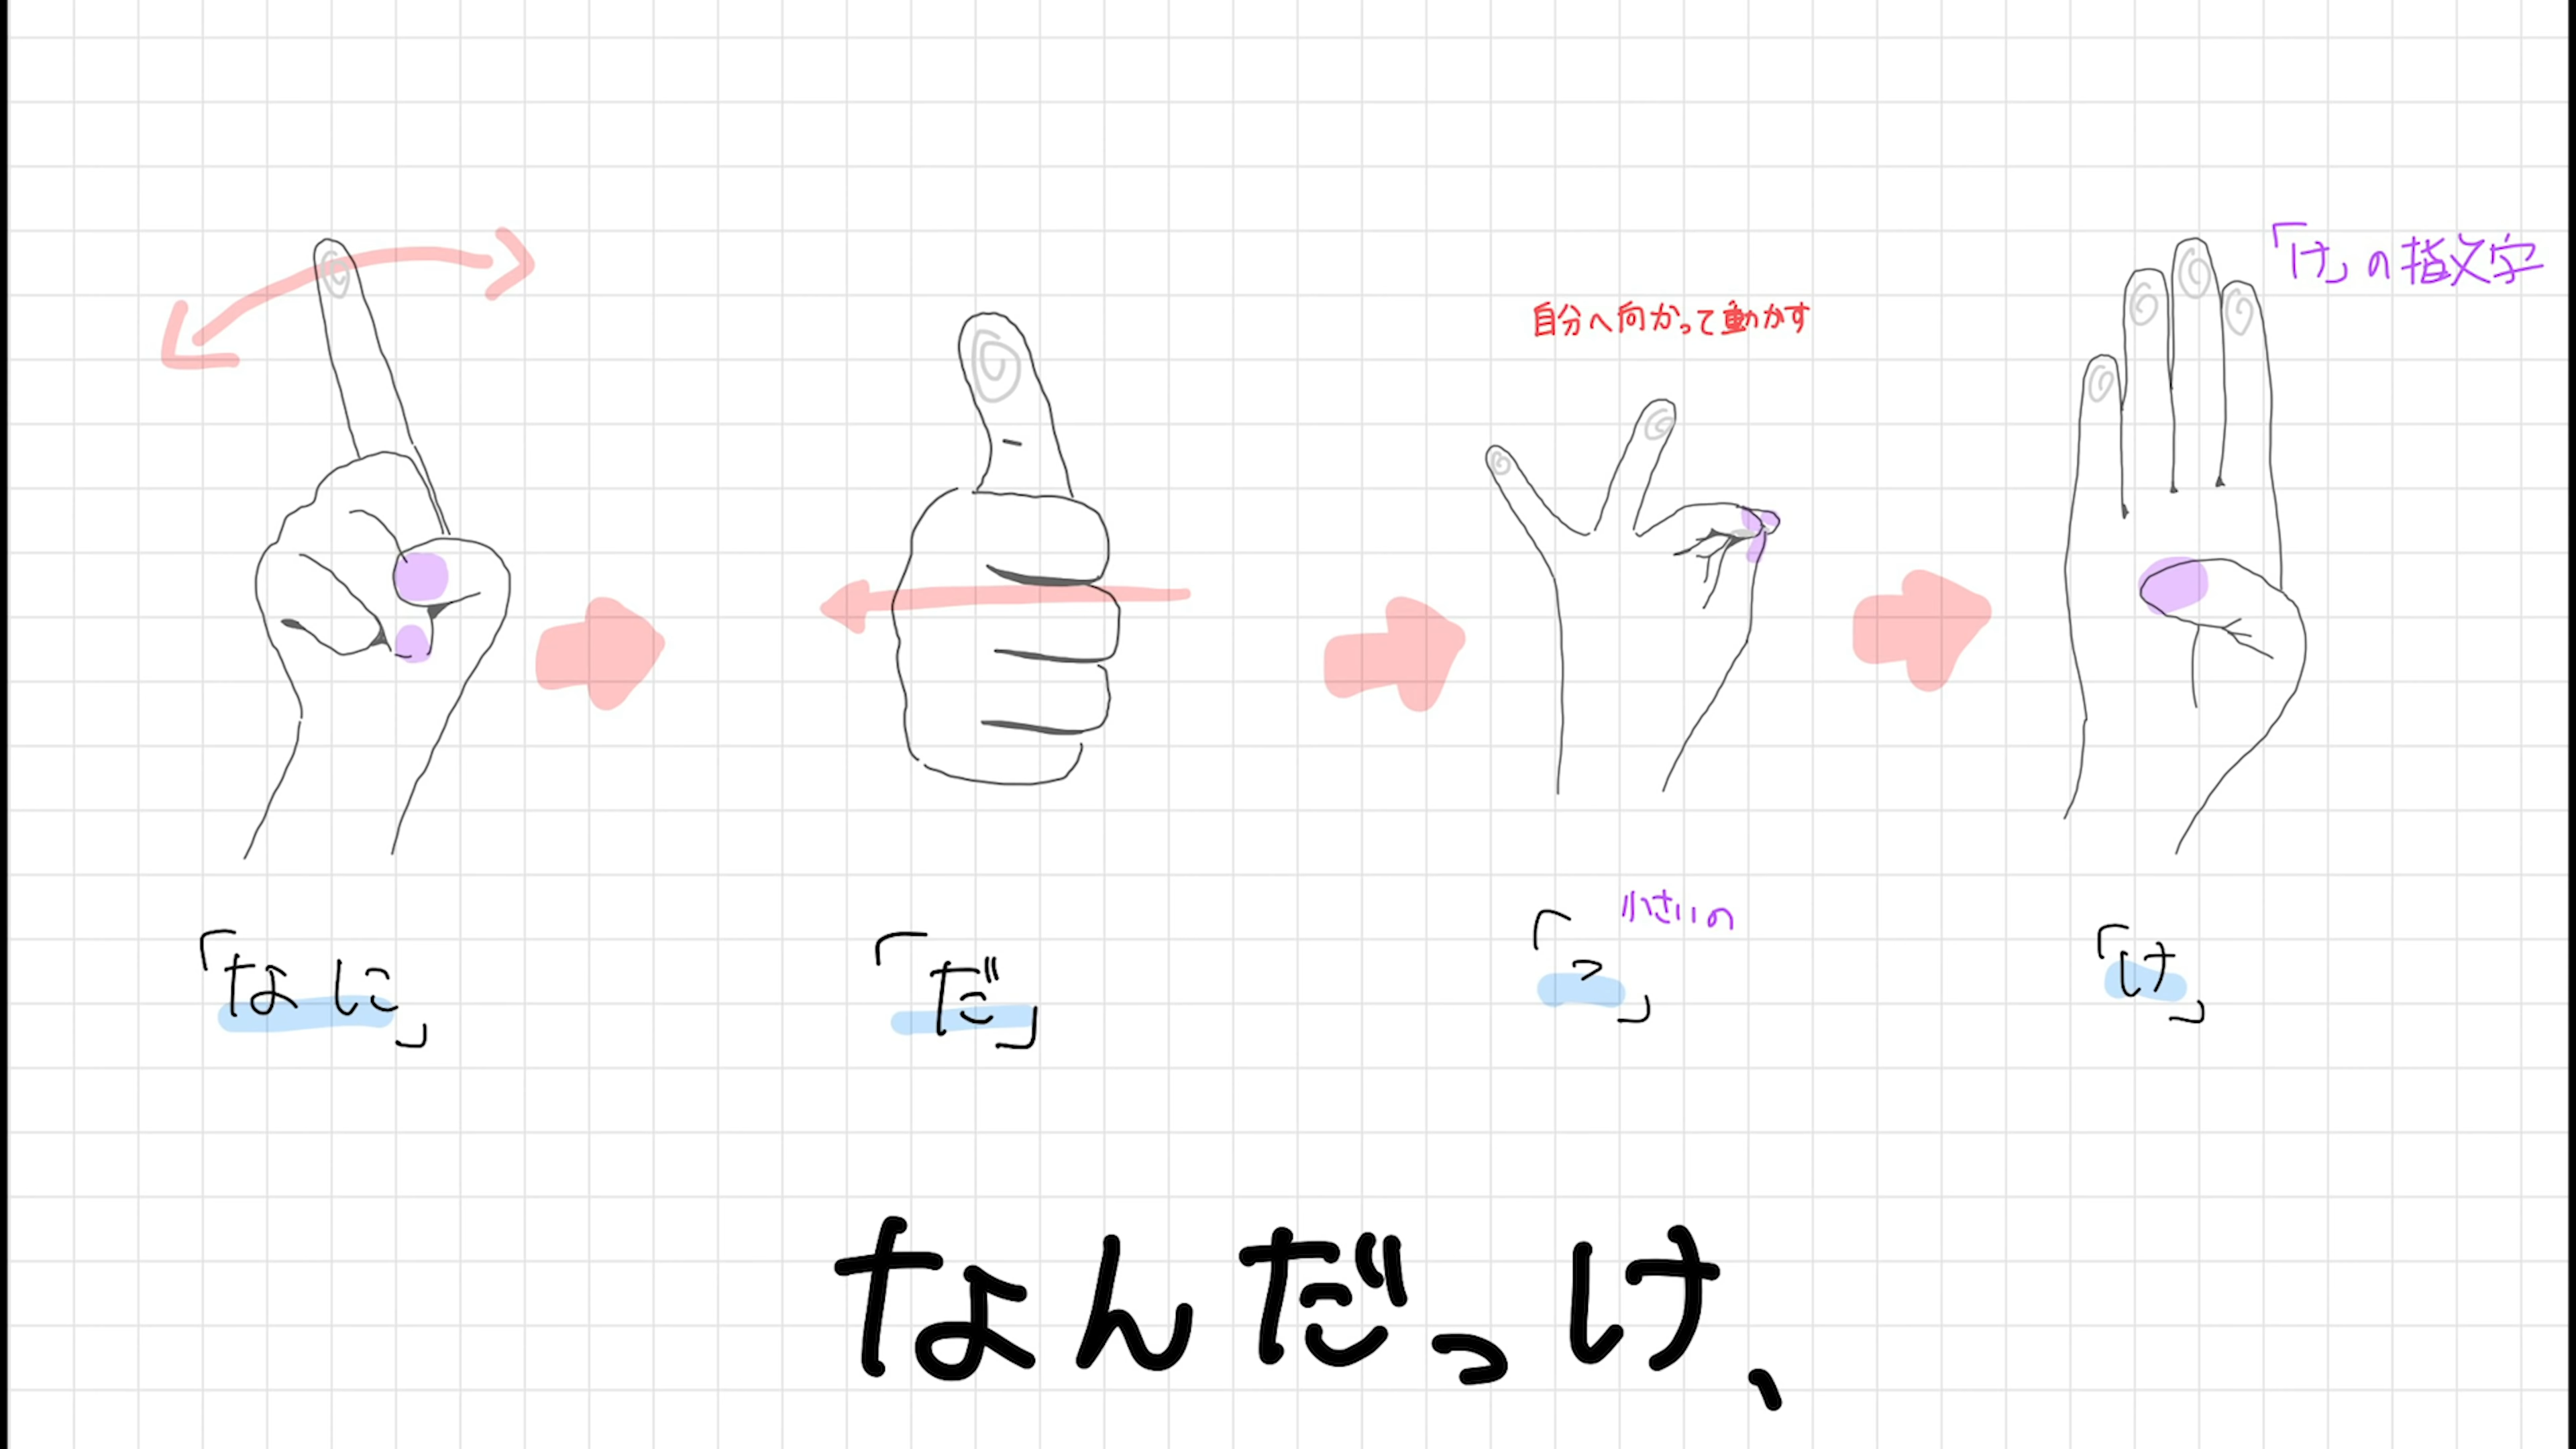 「け」の指文字
自分へ向かって動かす
「なに」
「だ」
小さいの
「っ」
「け」
なんだっけ、